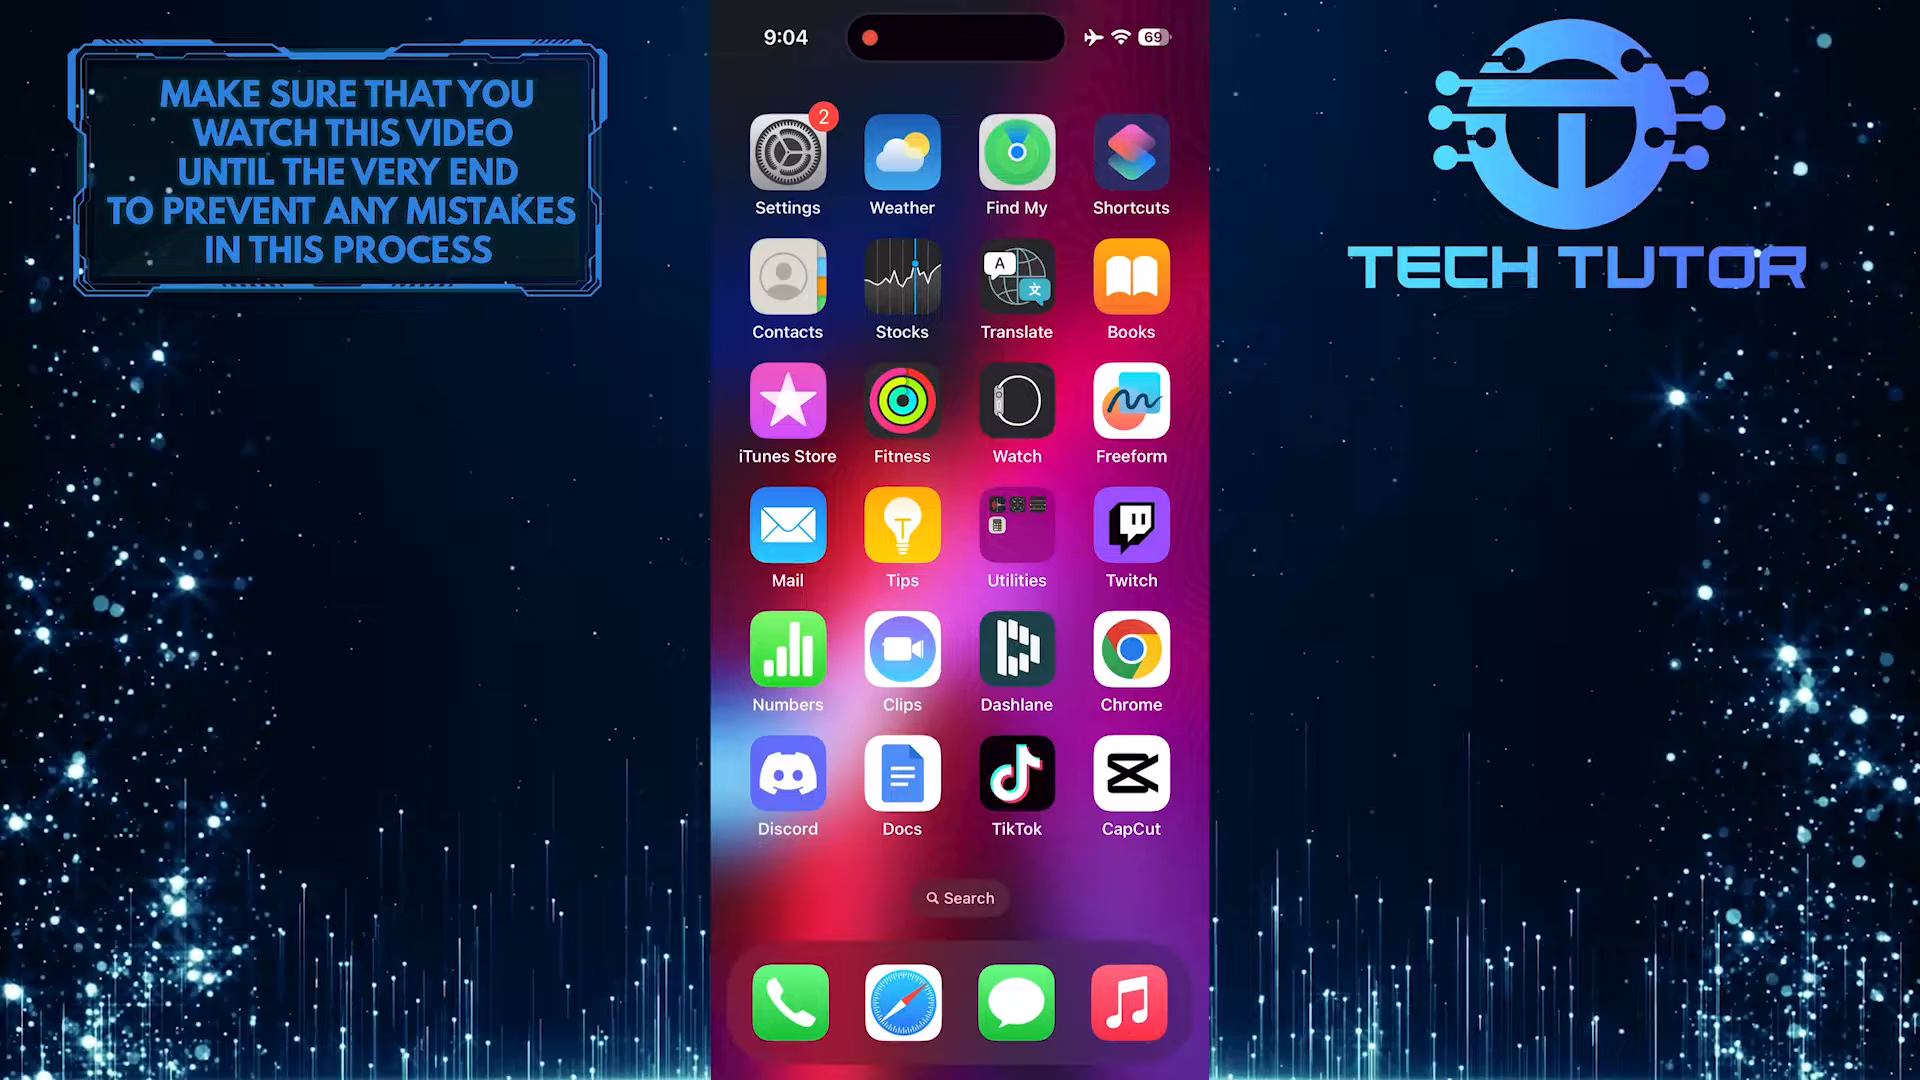 MAKE SURE THAT YOU
WATCH THIS VIDEO
UNTIL THE VERY END
TO PREVENT ANY MISTAKES
IN THIS PROCESS
9:04
69
2
Settings
Weather
Find My
Shortcuts
A
文
Contacts
Stocks
Translate
Books
iTunes Store
Fitness
Watch
Freeform
Mail
Tips
Utilities
Twitch
Numbers
Clips
Dashlane
Chrome
Discord
Docs
TikTok
CapCut
Search
TECH TUTOR